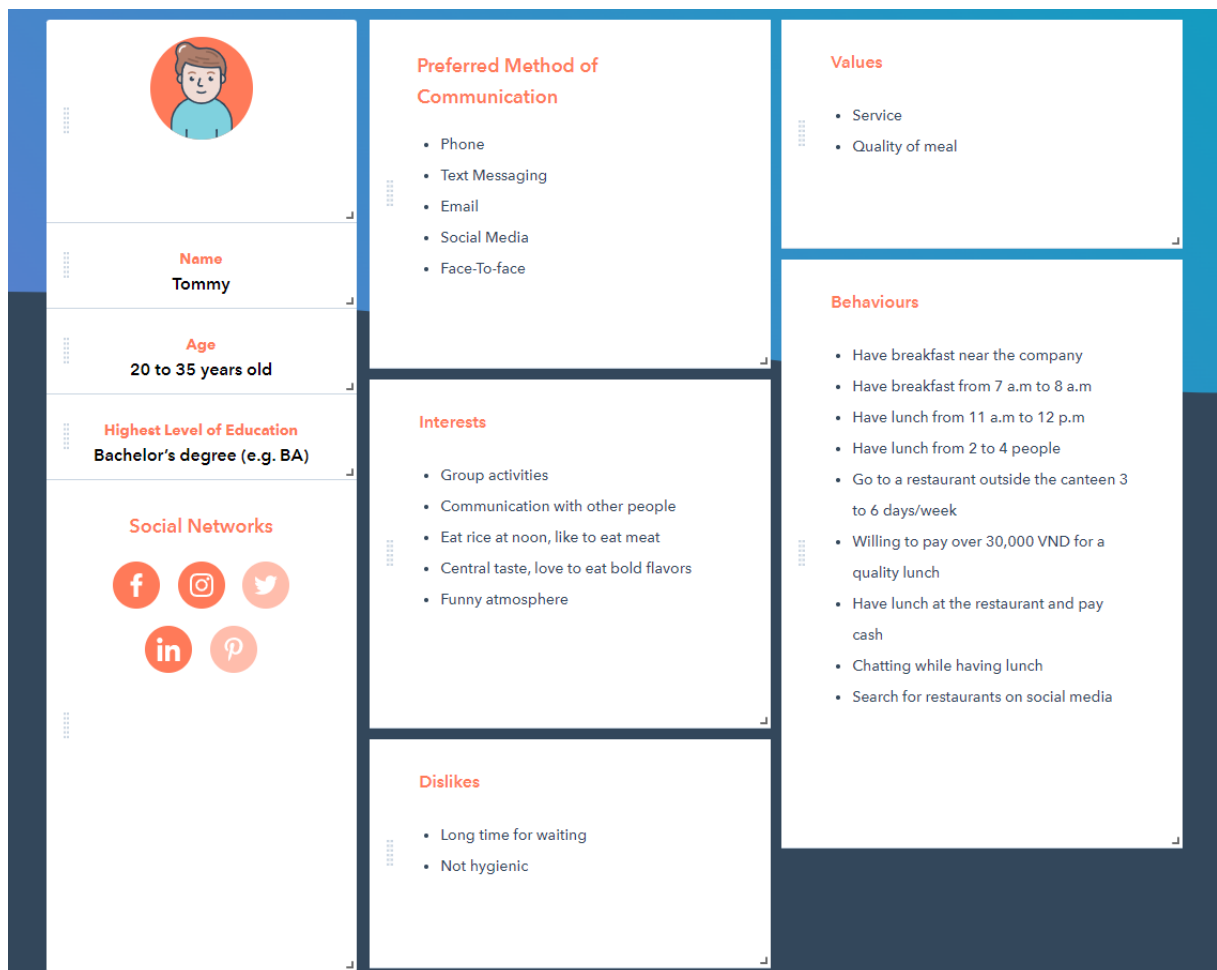 Name
Tommy
Age
20 to 35 years old
Highest Level of Education
Bachelor's degree (e.g. BA)
Social Networks
f
in
Preferred Method of
Communication
• Phone
• Text Messaging
• Email
• Social Media
• Face-To-face
Interests
• Group activities
• Communication with other people
• Eat rice at noon, like to eat meat
• Central taste, love to eat bold flavors
• Funny atmosphere
Dislikes
• Long time for waiting
• Not hygienic
Values
• Service
• Quality of meal
Behaviours
• Have breakfast near the company
• Have breakfast from 7 a.m to 8 a.m
• Have lunch from 11 a.m to 12 p.m
• Have lunch from 2 to 4 people
• Go to a restaurant outside the canteen 3
to 6 days/week
• Willing to pay over 30,000 VND for a
quality lunch
• Have lunch at the restaurant and pay
cash
• Chatting while having lunch
• Search for restaurants on social media